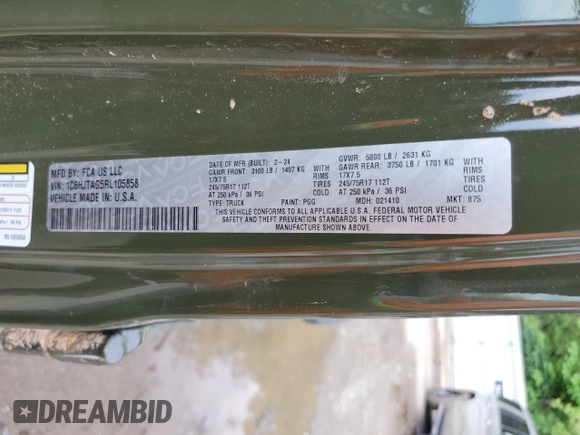 MFD BY: FCA US LLC
VIN: 1C6HJTAG5RL105858
VEHICLE MADE IN: U.S.A.
DATE OF MFR (BUILT): 2-24
GAWR FRONT: 3100 LB / 1407 KG
17X7.5 RIMS
245/75R17 112T TIRES
AT 250 kPa / 36 PSI COLD
TYPE: TRUCK PAINT: PGG
GVWR: 5800 LB / 2631 KG
GAWR REAR: 3750 LB / 1701 KG
17X7.5 RIMS
245/75R17 112T TIRES
AT 250 kPa / 36 PSI COLD
MDH: 021410 MKT: 875
THIS VEHICLE CONFORMS TO ALL APPLICABLE U.S.A. FEDERAL MOTOR VEHICLE
SAFETY, BUMPER, AND THEFT PREVENTION STANDARDS IN EFFECT ON THE DATE OF
MANUFACTURE SHOWN ABOVE.
RL105858
DREAMBID